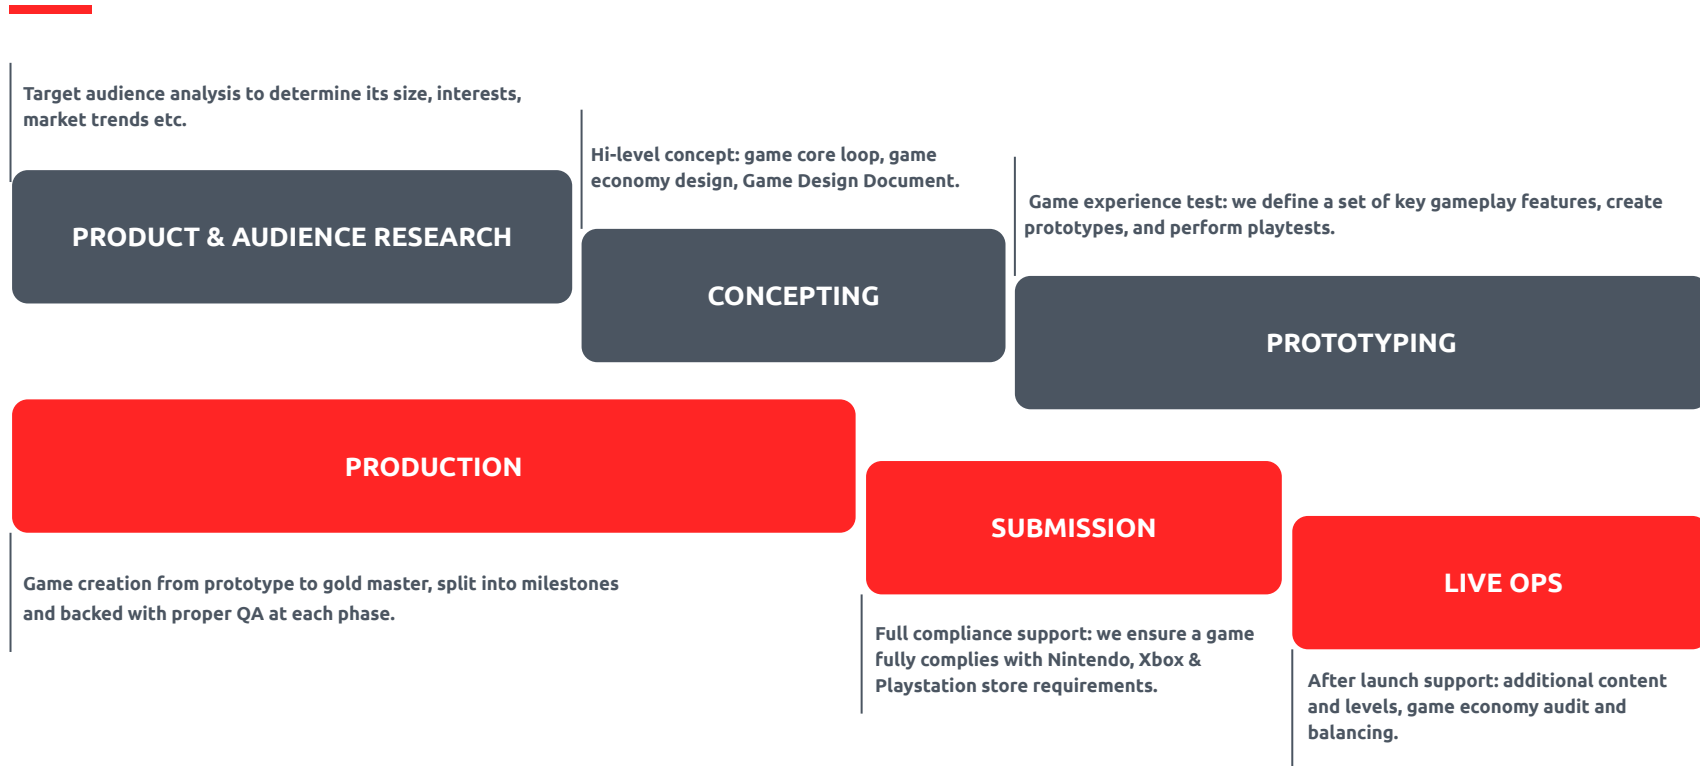 Target audience analysis to determine its size, interests,
market trends etc.
PRODUCT & AUDIENCE RESEARCH
Hi-level concept: game core loop, game
economy design, Game Design Document.
CONCEPTING
Game experience test: we define a set of key gameplay features, create
prototypes, and perform playtests.
PROTOTYPING
PRODUCTION
Game creation from prototype to gold master, split into milestones
and backed with proper QA at each phase.
SUBMISSION
Full compliance support: we ensure a game
fully complies with Nintendo, Xbox &
Playstation store requirements.
LIVE OPS
After launch support: additional content
and levels, game economy audit and
balancing.